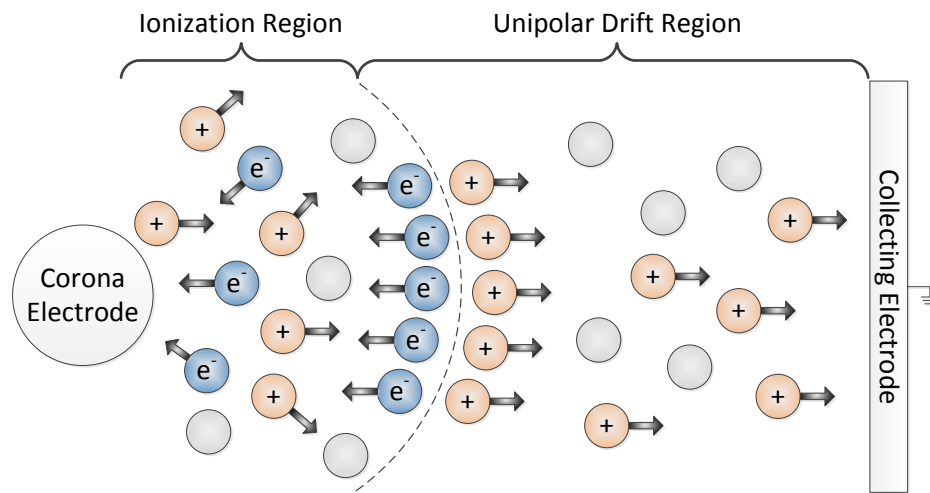 Ionization Region
Unipolar Drift Region
+
e⁻
e⁻
+
+
+
+
e⁻
+
Corona
Electrode
e⁻
e⁻
+
+
+
+
e⁻
+
e⁻
+
e⁻
+
+
+
+
Collecting Electrode